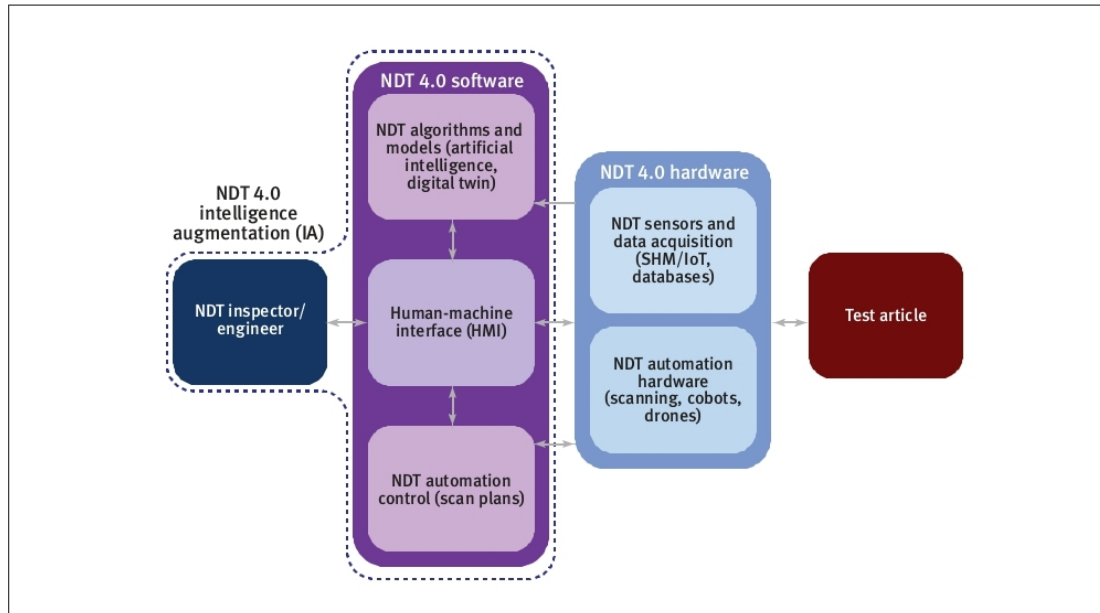 NDT 4.0
intelligence
augmentation (IA)
NDT inspector/
engineer
NDT 4.0 software
NDT algorithms and
models (artificial
intelligence,
digital twin)
Human-machine
interface (HMI)
NDT automation
control (scan plans)
NDT 4.0 hardware
NDT sensors and
data acquisition
(SHM/IoT,
databases)
NDT automation
hardware
(scanning, cobots,
drones)
Test article